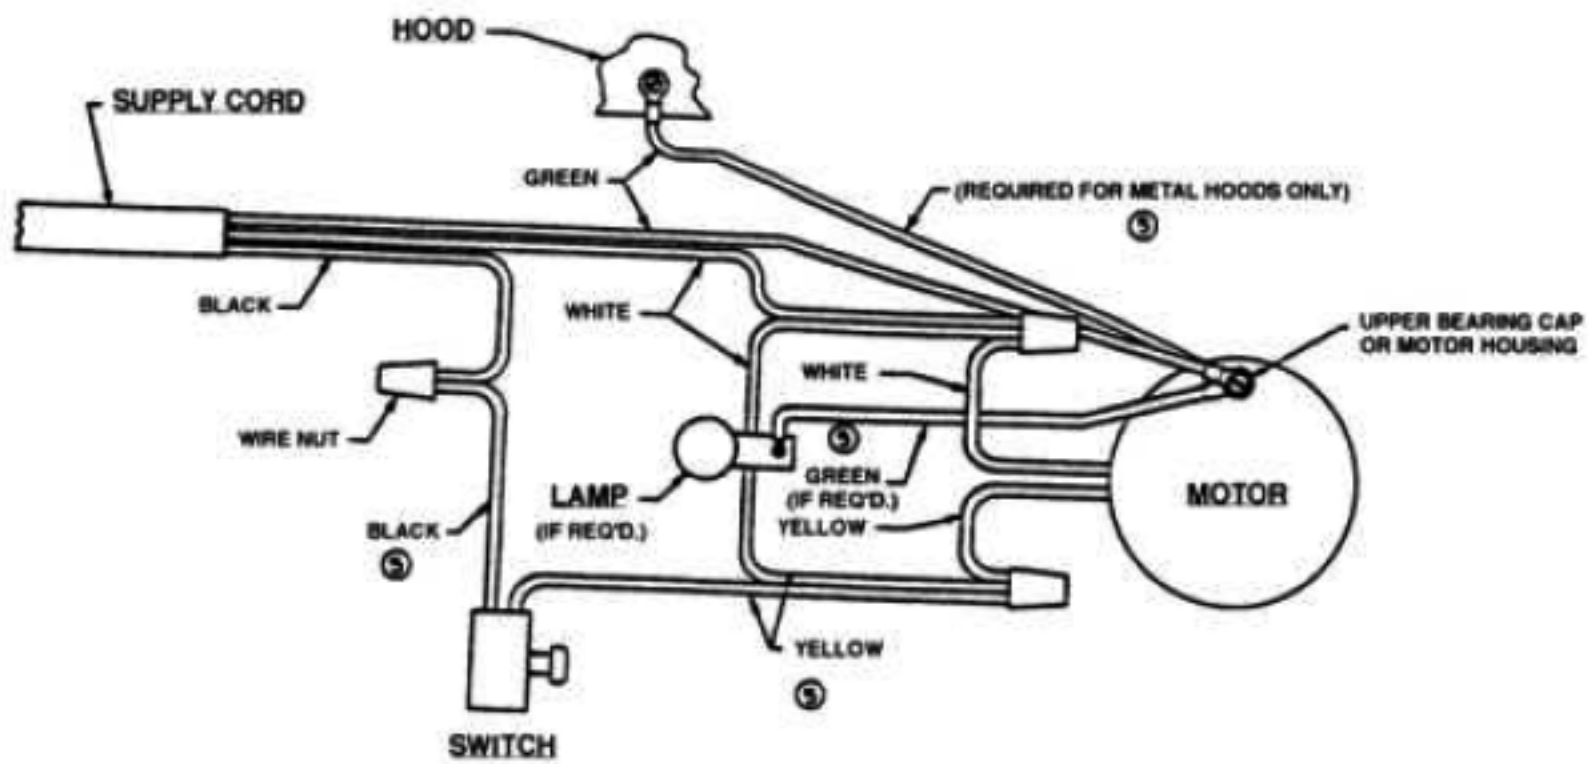 HOOD
SUPPLY CORD
GREEN
(REQUIRED FOR METAL HOODS ONLY)
5
BLACK
WHITE
UPPER BEARING CAP
OR MOTOR HOUSING
WHITE
WIRE NUT
5
GREEN
(IF REQ'D.)
LAMP
(IF REQ'D.)
MOTOR
YELLOW
BLACK
5
YELLOW
5
SWITCH